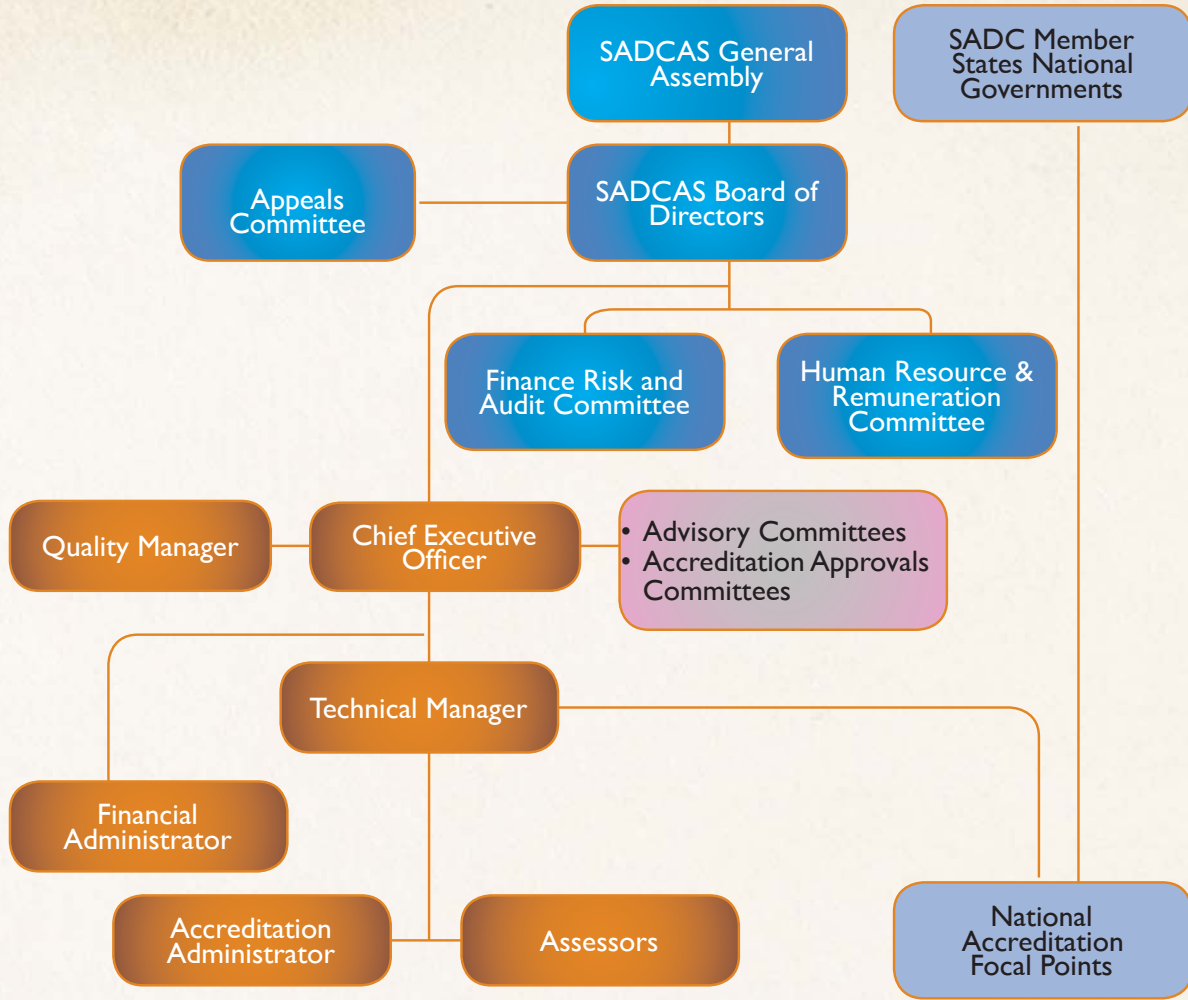 SADCAS General
Assembly
SADC Member
States National
Governments
Appeals
Committee
SADCAS Board of
Directors
Finance Risk and
Audit Committee
Human Resource &
Remuneration
Committee
Quality Manager
Chief Executive
Officer
• Advisory Committees
• Accreditation Approvals
Committees
Technical Manager
Financial
Administrator
Accreditation
Administrator
Assessors
National
Accreditation
Focal Points